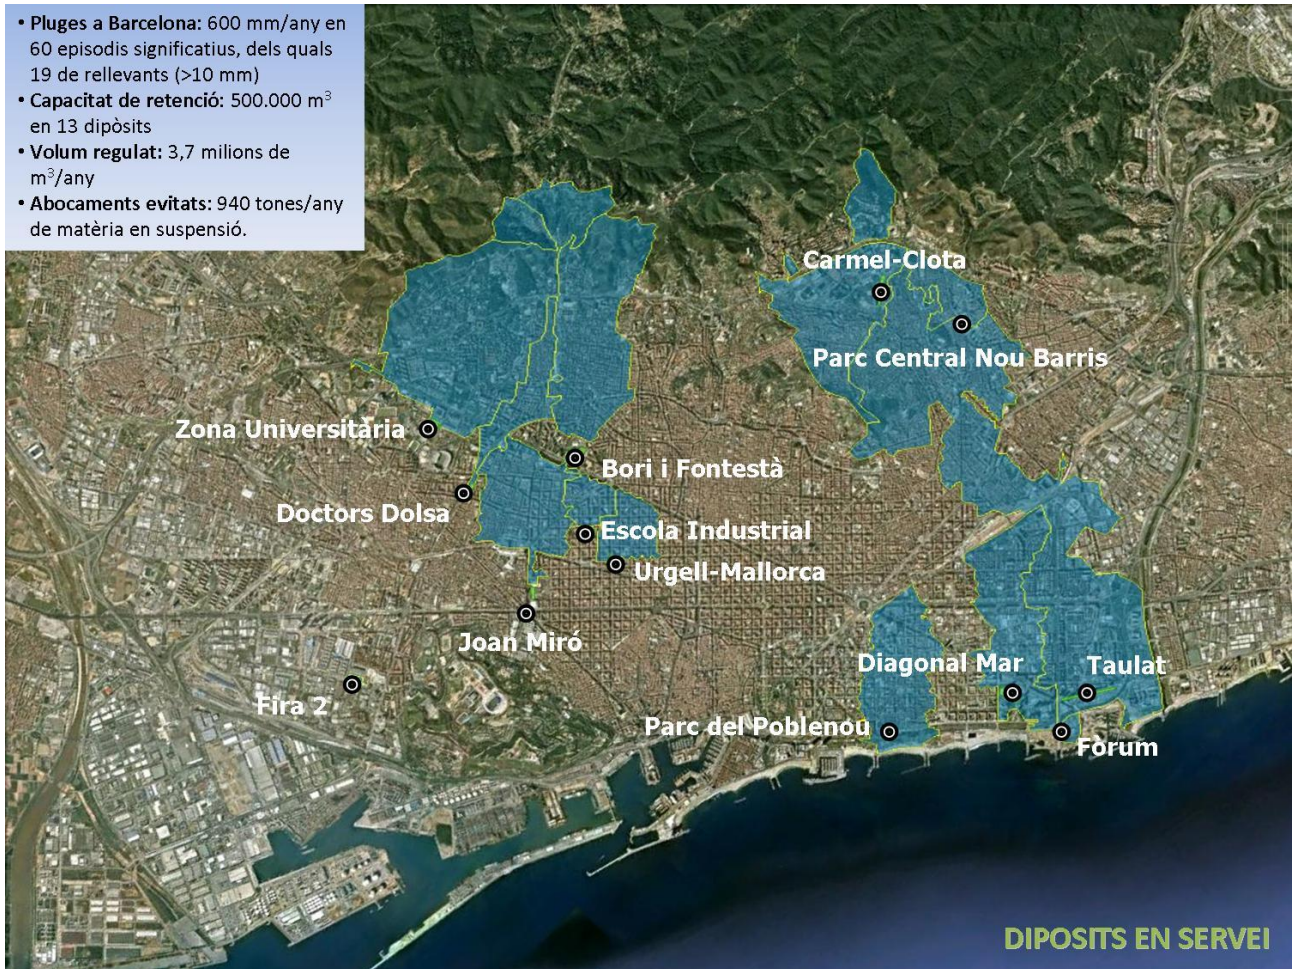 • Pluges a Barcelona: 600 mm/any en
60 episodis significatius, dels quals
19 de rellevants (>10 mm)
• Capacitat de retenció: 500.000 m³
en 13 dipòsits
• Volum regulat: 3,7 milions de
m³/any
• Abocaments evitats: 940 tones/any
de matèria en suspensió.
Carmel-Clota
Parc Central Nou Barris
Zona Universitària
Bori i Fontestà
Doctors Dolsa
Escola Industrial
Urgell-Mallorca
Joan Miró
Diagonal Mar
Taulat
Fira 2
Parc del Poblenou
Fòrum
DIPOSITS EN SERVEI